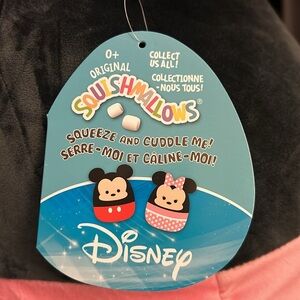 0+
COLLECT
US ALL!
ORIGINAL
COLLECTIONNE
-NOUS TOUS!
SQUISHMALLOWS®
SQUEEZE AND CUDDLE ME!
SERRE-MOI ET CÂLINE-MOI!
Disney